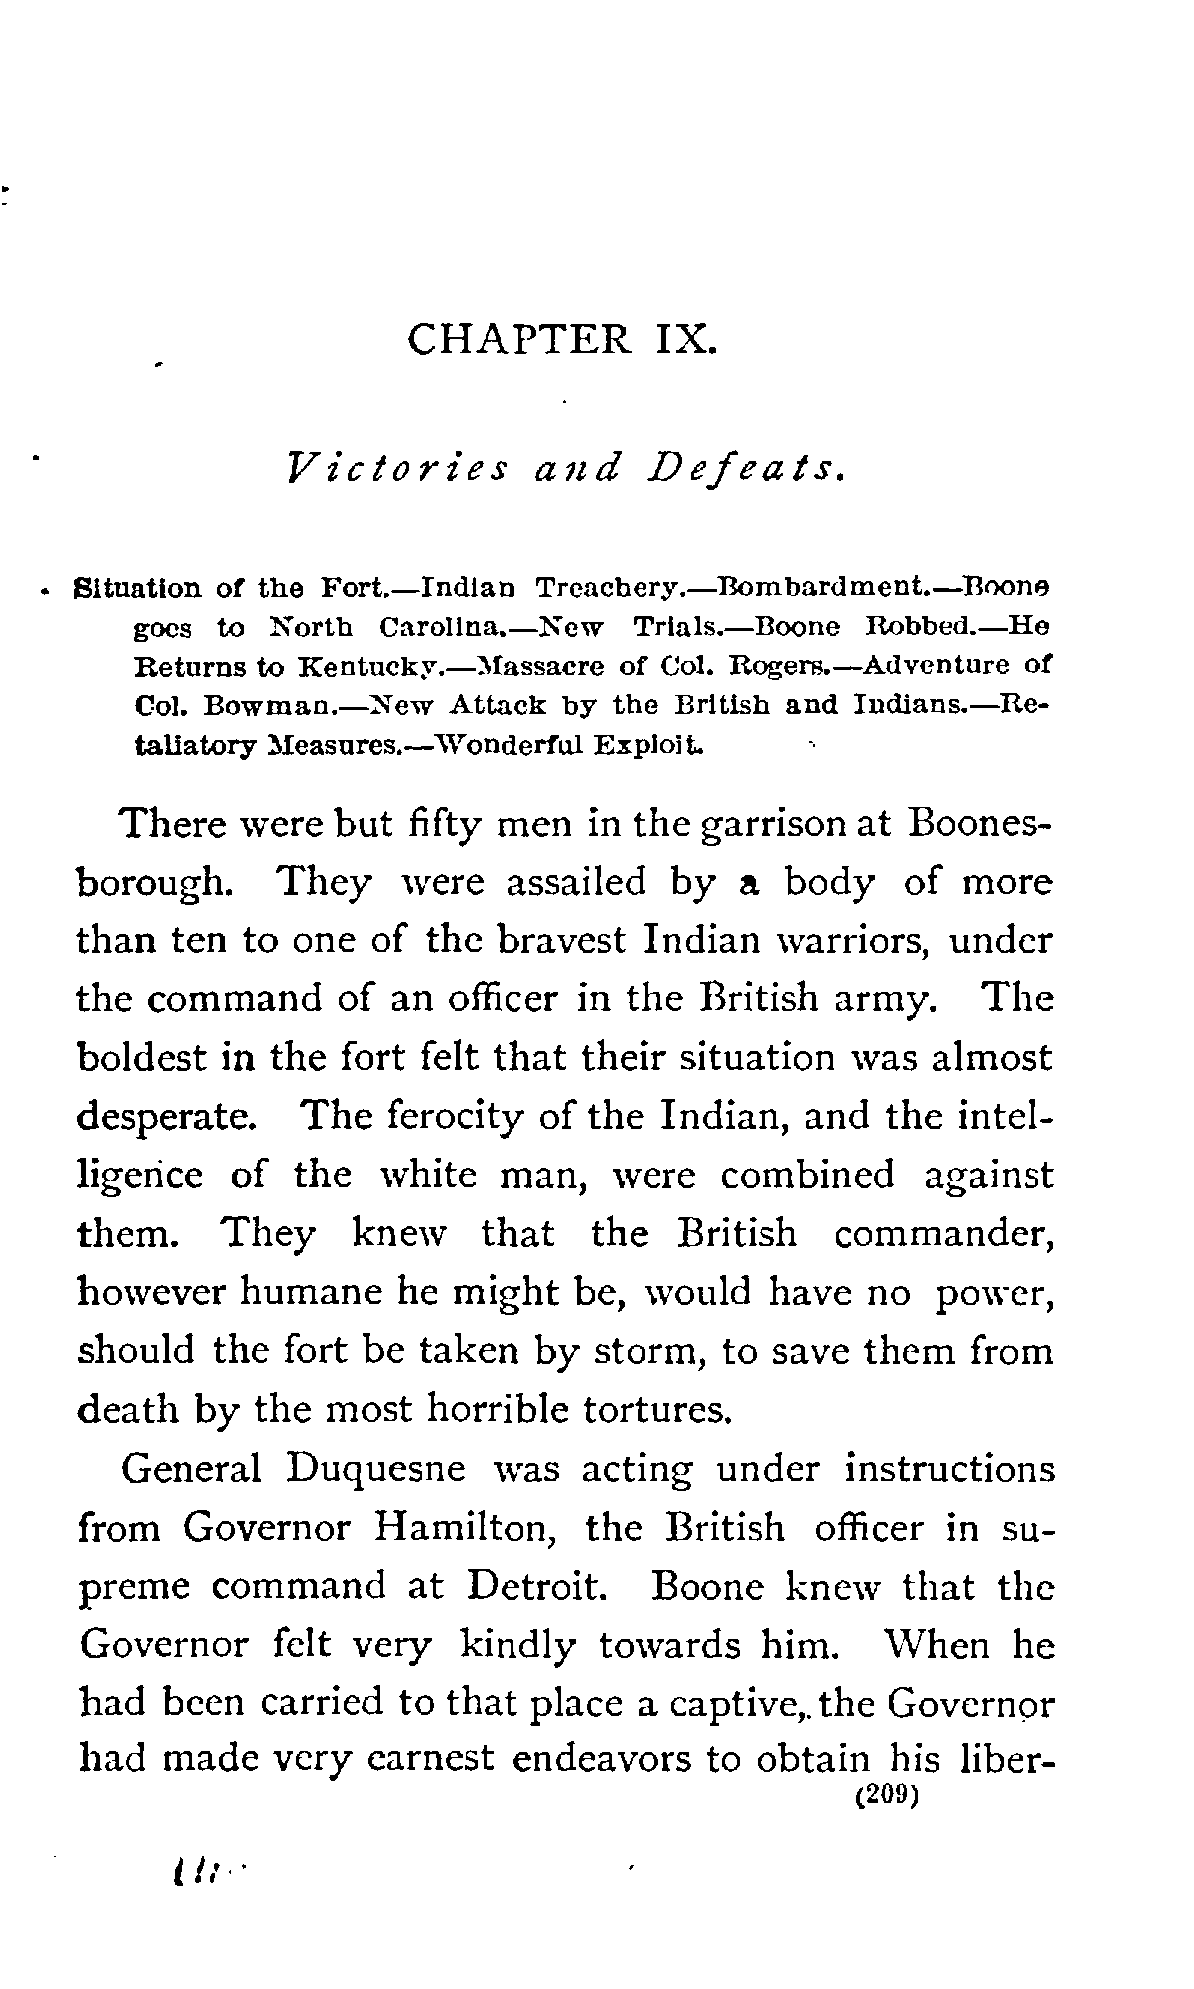 CHAPTER IX.
Victories and Defeats.
Situation of the Fort.—Indian Treachery.—Bombardment.—Boone
goes to North Carolina.—New Trials.—Boone Robbed.—He
Returns to Kentucky.—Massacre of Col. Rogers.—Adventure of
Col. Bowman.—New Attack by the British and Indians.—Re-
taliatory Measures.—Wonderful Exploit.
There were but fifty men in the garrison at Boones-
borough. They were assailed by a body of more
than ten to one of the bravest Indian warriors, under
the command of an officer in the British army. The
boldest in the fort felt that their situation was almost
desperate. The ferocity of the Indian, and the intel-
ligence of the white man, were combined against
them. They knew that the British commander,
however humane he might be, would have no power,
should the fort be taken by storm, to save them from
death by the most horrible tortures.
General Duquesne was acting under instructions
from Governor Hamilton, the British officer in su-
preme command at Detroit. Boone knew that the
Governor felt very kindly towards him. When he
had been carried to that place a captive, the Governor
had made very earnest endeavors to obtain his liber-
(209)